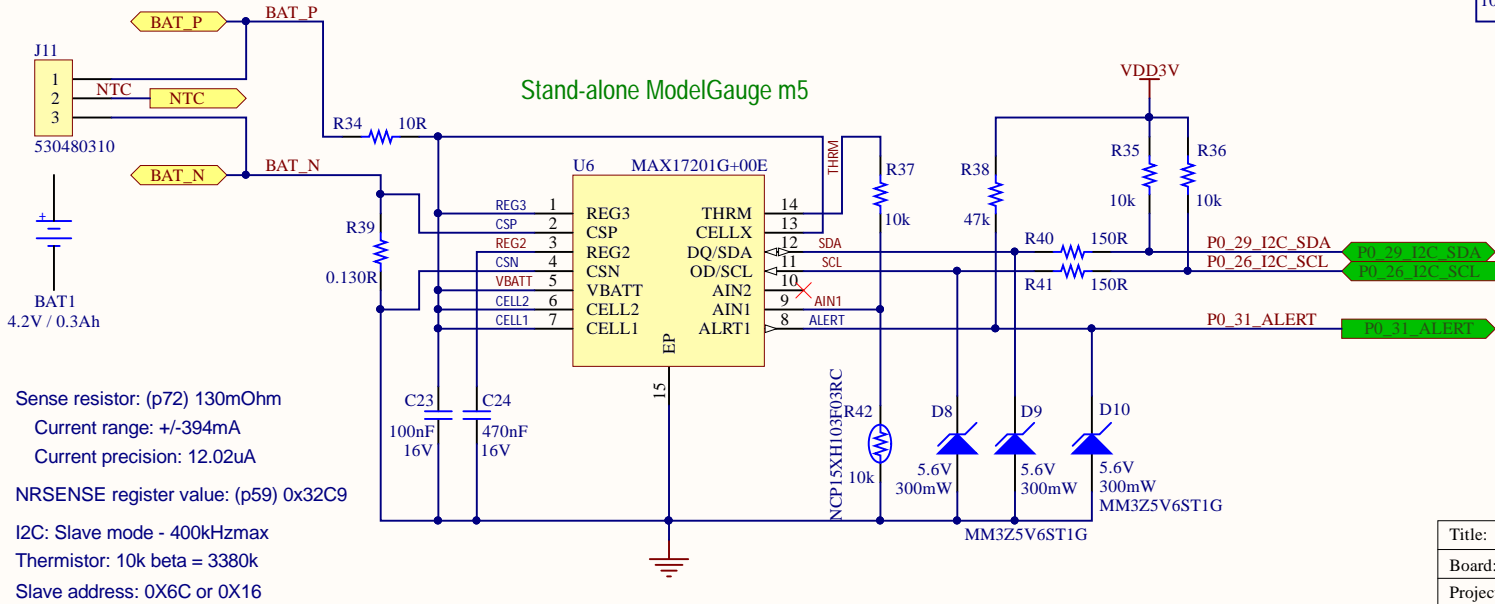 BAT_P
BAT_P
J11
1
2
3
NTC
NTC
530480310
BAT_N
BAT_N
BAT1
4.2V / 0.3Ah
Stand-alone ModelGauge m5
R34
10R
R39
0.130R
U6
MAX17201G+00E
REG3
1
REG3
CSP
2
CSP
REG2
3
REG2
CSN
4
CSN
VBATT
5
VBATT
CELL2
6
CELL2
CELL1
7
CELL1
THRM
14
CELLX
13
DQ/SDA
12
SDA
OD/SCL
11
SCL
AIN2
10
AIN1
9
AIN1
ALRT1
8
ALERT
EP
15
THRM
R37
10k
R38
47k
VDD3V
R35
10k
R36
10k
R40
150R
R41
150R
P0_29_I2C_SDA
P0_29_I2C_SDA
P0_26_I2C_SCL
P0_26_I2C_SCL
P0_31_ALERT
P0_31_ALERT
C23
100nF
16V
C24
470nF
16V
NCP15XH103F03RC
R42
10k
D8
5.6V
300mW
D9
5.6V
300mW
MM3Z5V6ST1G
D10
5.6V
300mW
MM3Z5V6ST1G
Sense resistor: (p72) 130mOhm
Current range: +/-394mA
Current precision: 12.02uA
NRSENSE register value: (p59) 0x32C9
I2C: Slave mode - 400kHzmax
Thermistor: 10k beta = 3380k
Slave address: 0X6C or 0X16
Title:
Board: